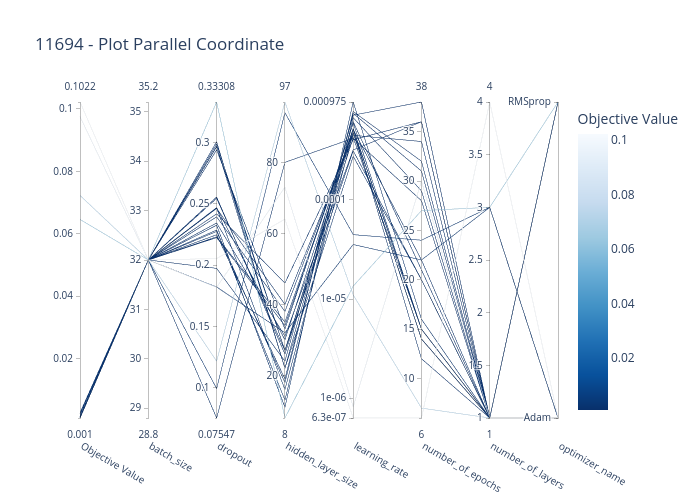 11694 - Plot Parallel Coordinate
0.1022 35.2 0.33308 97 0.000975 38 4
0.1
0.08
0.06
0.04
0.02
0.001
Objective Value
35
34
33
32
31
30
29
28.8
batch_size
0.3
0.25
0.2
0.15
0.1
0.07547
dropout
80
60
40
20
8
hidden_layer_size
0.0001
1e-05
1e-06
6.3e-07
learning_rate
35
30
25
20
15
10
6
number_of_epochs
4
3.5
3
2.5
2
1.5
1
1
number_of_layers
RMSprop
Adam
optimizer_name
Objective Value
0.1
0.08
0.06
0.04
0.02